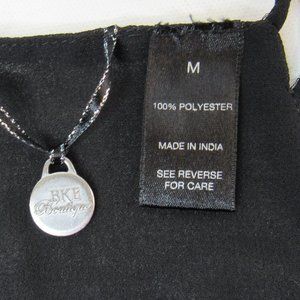 BKE
Boutique
M
100% POLYESTER
MADE IN INDIA
SEE REVERSE
FOR CARE